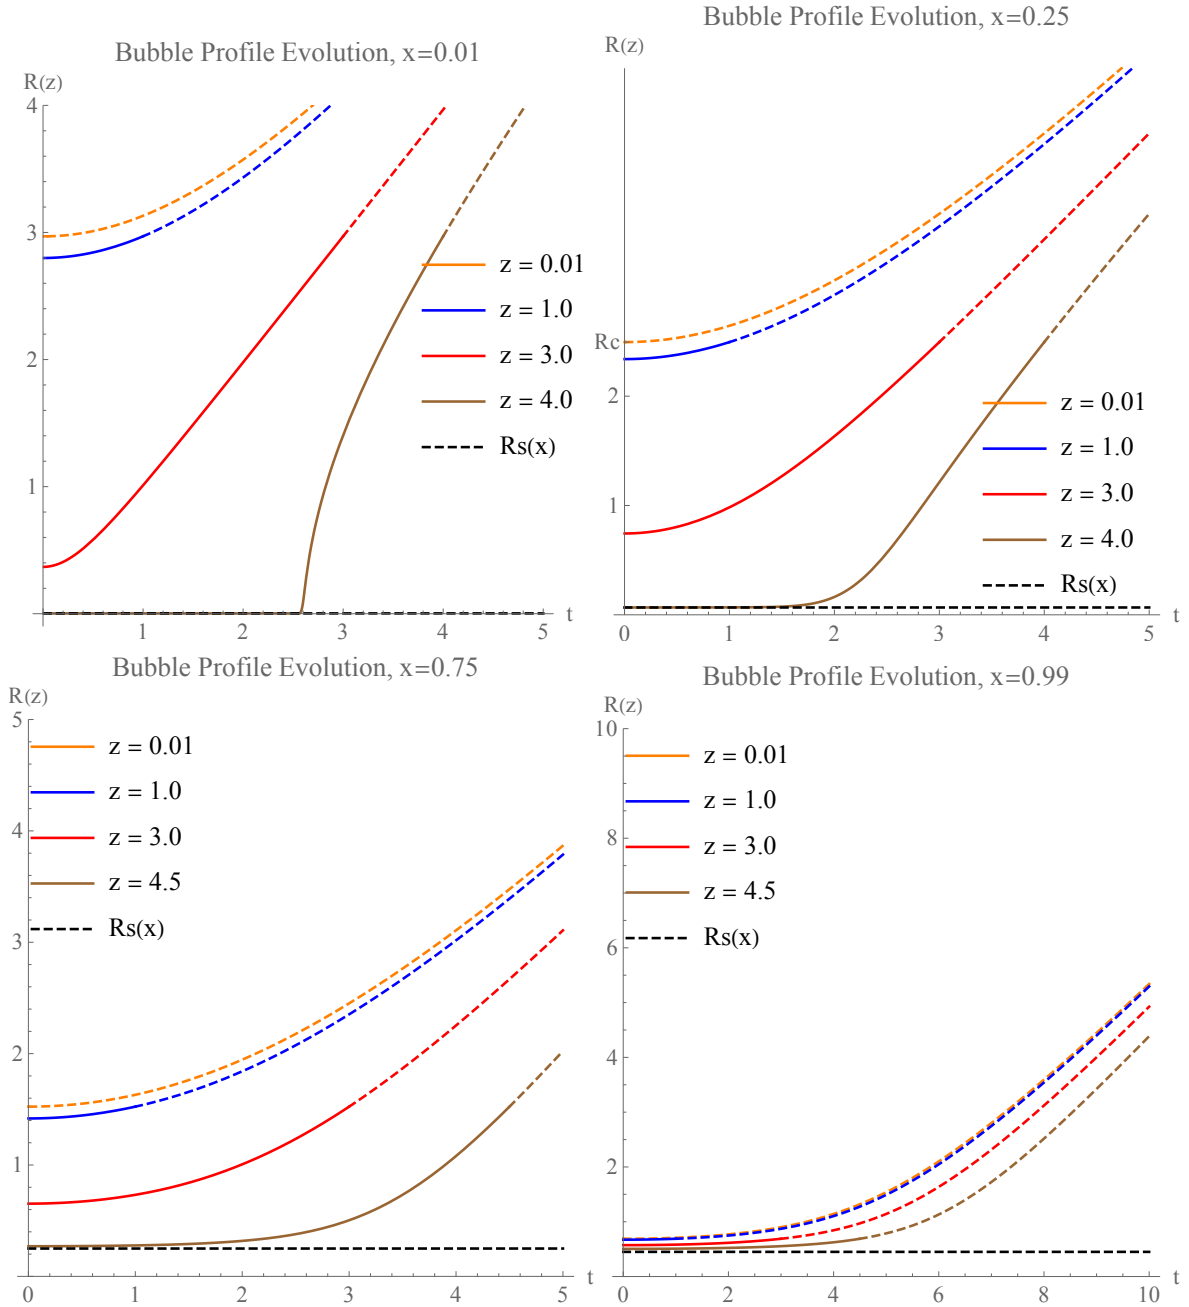 Bubble Profile Evolution, x=0.01
R(z)
4
3
2
1
1
2
3
4
5
t
z = 0.01
z = 1.0
z = 3.0
z = 4.0
Rs(x)
Bubble Profile Evolution, x=0.25
R(z)
Rc
2
1
0
1
2
3
4
5
t
z = 0.01
z = 1.0
z = 3.0
z = 4.0
Rs(x)
Bubble Profile Evolution, x=0.75
R(z)
5
4
3
2
1
0
1
2
3
4
5
t
z = 0.01
z = 1.0
z = 3.0
z = 4.5
Rs(x)
Bubble Profile Evolution, x=0.99
R(z)
10
8
6
4
2
0
2
4
6
8
10
t
z = 0.01
z = 1.0
z = 3.0
z = 4.5
Rs(x)